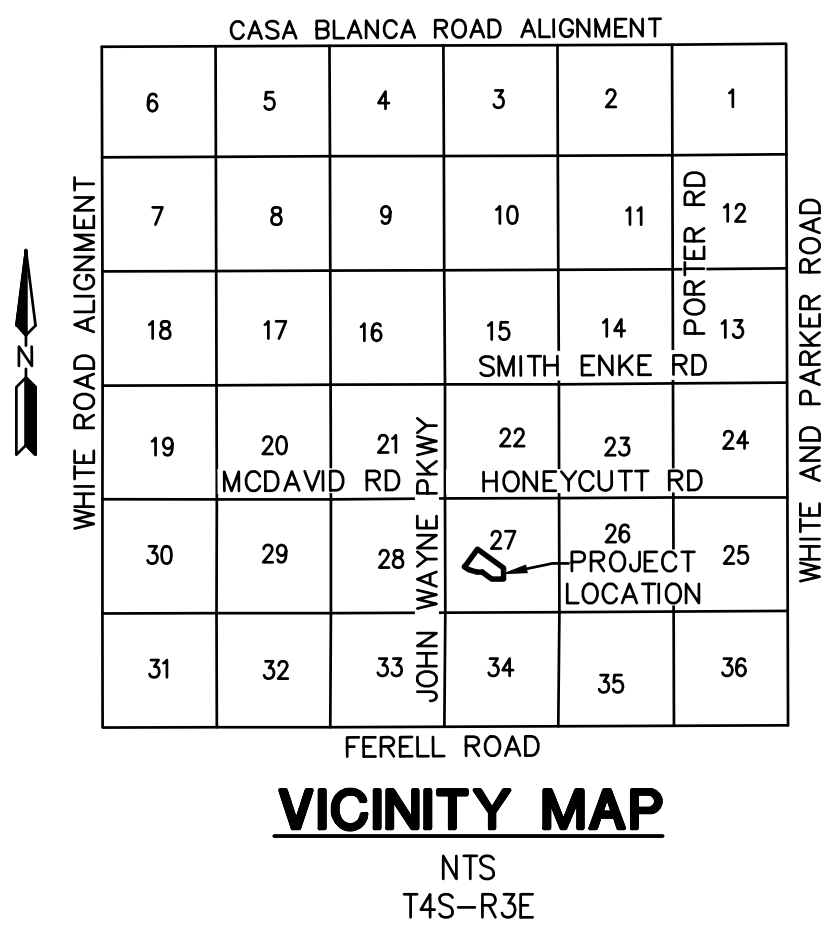 CASA BLANCA ROAD ALIGNMENT
6 5 4 3 2 1
7 8 9 10 11 12
PORTER RD
18 17 16 15 14 13
SMITH ENKE RD
19 20 21 22 23 24
MCDAVID RD HONEYCUTT RD
JOHN WAYNE PKWY
30 29 28 27 26 25
PROJECT
LOCATION
31 32 33 34 35 36
WHITE ROAD ALIGNMENT
WHITE AND PARKER ROAD
N
FERELL ROAD
VICINITY MAP
NTS
T4S-R3E